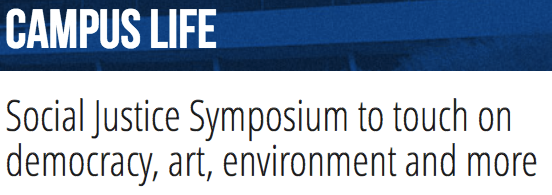 CAMPUS LIFE
Social Justice Symposium to touch on
democracy, art, environment and more